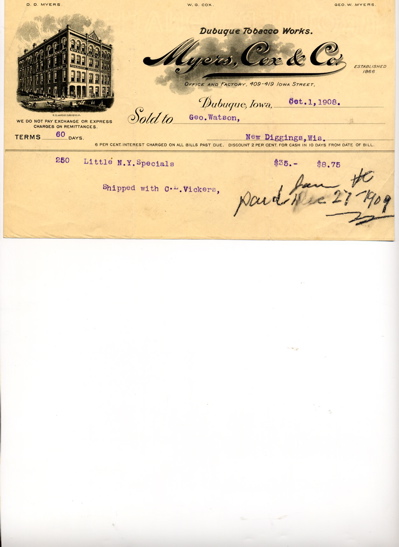 O. D. MYERS. W. S. COX. GEO. W. MYERS.
Dubuque Tobacco Works.
Myers, Cox & Co.
ESTABLISHED
OFFICE AND FACTORY, 409-419 IOWA STREET.
Dubuque, Iowa, Oct.1,1908.
Sold to Geo.Watson,
WE DO NOT PAY EXCHANGE OR EXPRESS
CHARGES ON REMITTANCES.
New Diggings,Wis.
TERMS 60 DAYS.
6 PER CENT. INTEREST CHARGED ON ALL BILLS PAST DUE. DISCOUNT 2 PER CENT FOR CASH IN 10 DAYS FROM DATE OF BILL.
250 Little N.Y.Specials $35.- $8.75
Shipped with C.L.Vickers,
Jan
Paid Dec 27-1909